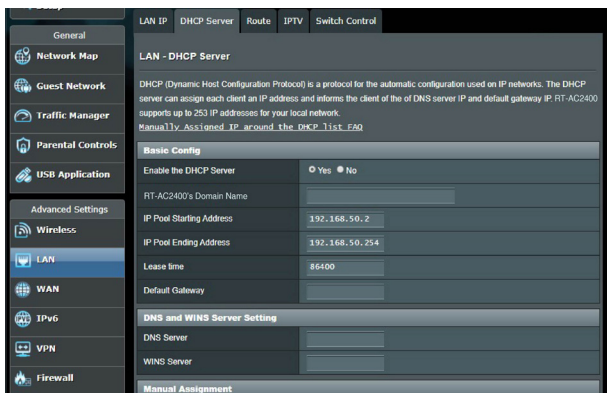 LAN IP DHCP Server Route IPTV Switch Control
General
Network Map
Guest Network
Traffic Manager
Parental Controls
USB Application
Advanced Settings
Wireless
LAN
WAN
IPv6
VPN
Firewall
LAN - DHCP Server
DHCP (Dynamic Host Configuration Protocol) is a protocol for the automatic configuration used on IP networks. The DHCP
server can assign each client an IP address and informs the client of the of DNS server IP and default gateway IP. RT-AC2400
supports up to 253 IP addresses for your local network.
Manually Assigned IP around the DHCP list FAQ
Basic Config
Enable the DHCP Server Yes No
RT-AC2400's Domain Name
IP Pool Starting Address 192.168.50.2
IP Pool Ending Address 192.168.50.254
Lease time 86400
Default Gateway
DNS and WINS Server Setting
DNS Server
WINS Server
Manual Assignment